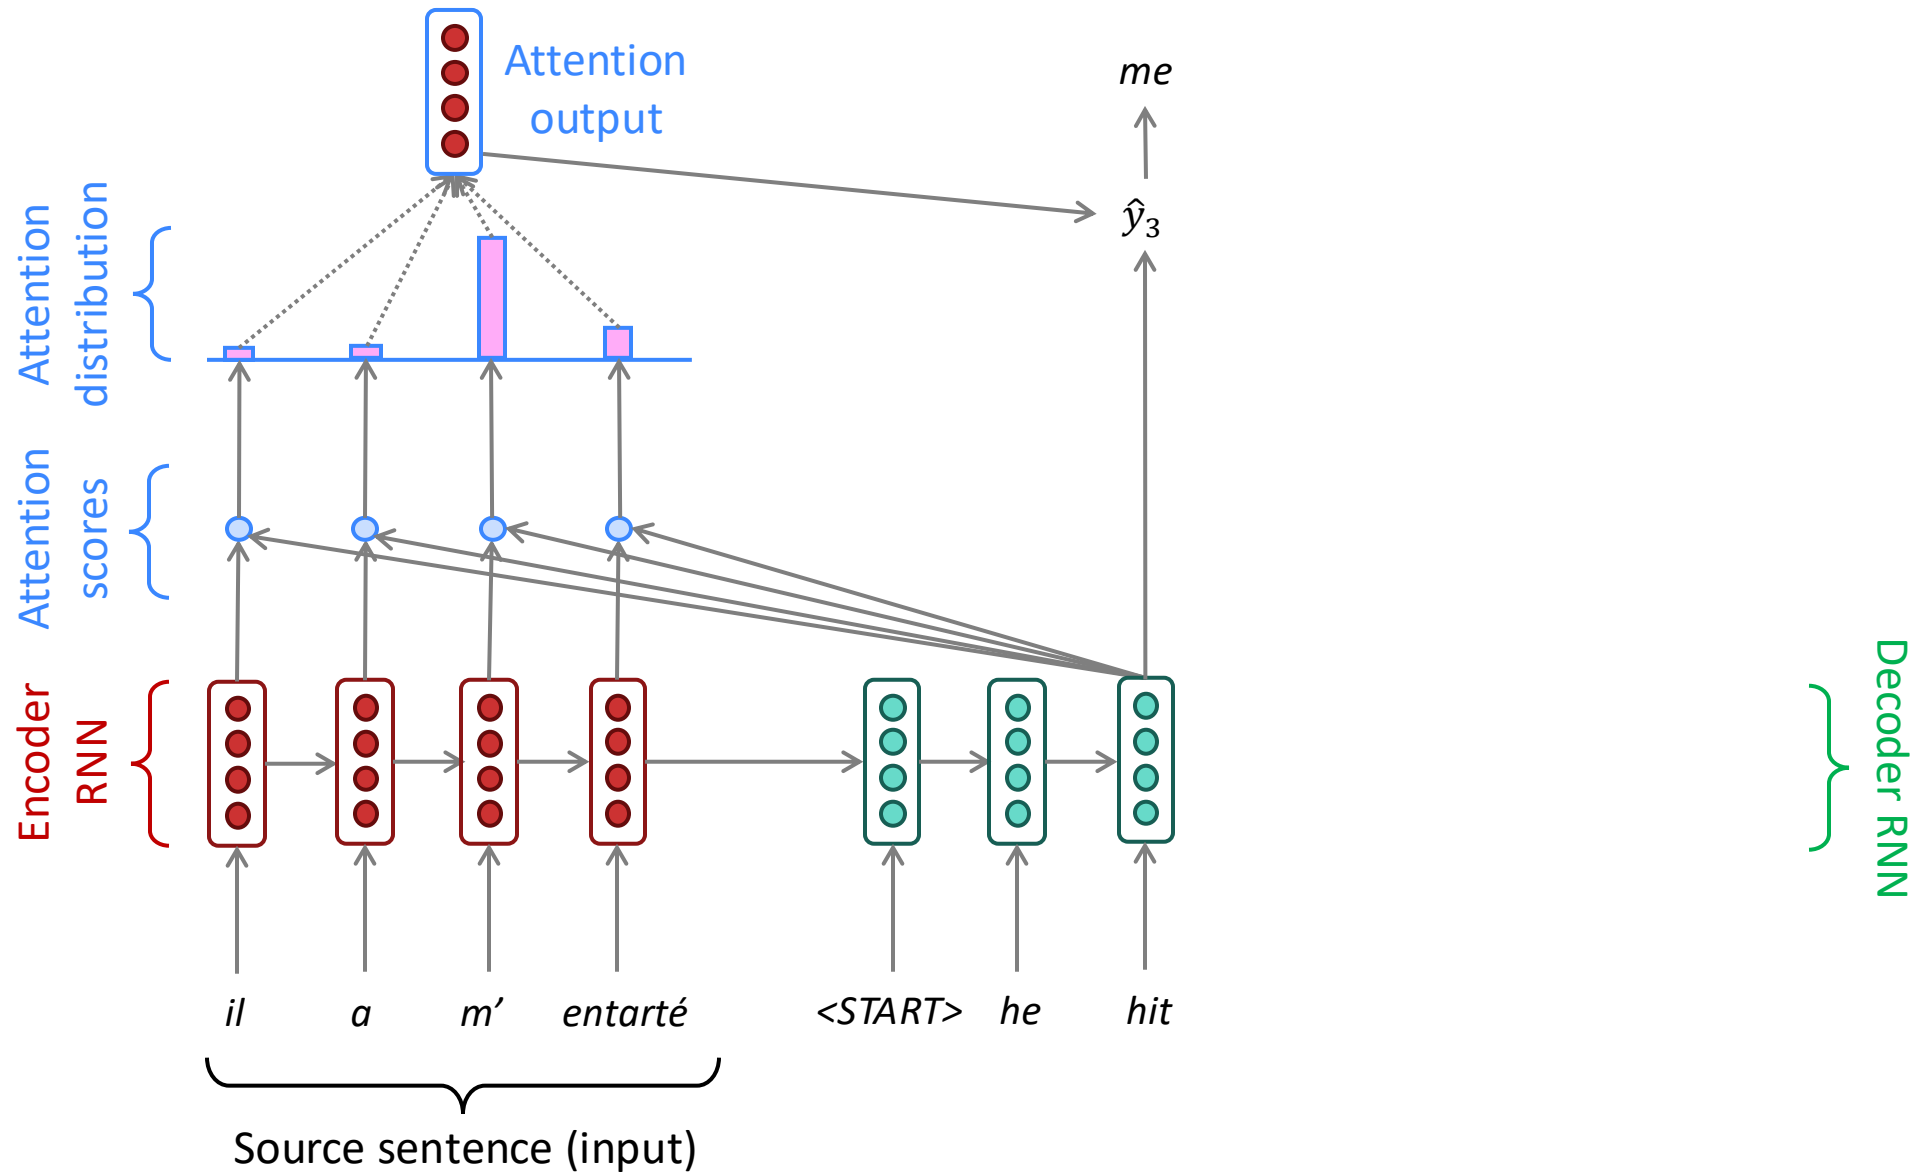 Attention
output
me
ŷ₃
Attention
distribution
Attention
scores
Encoder
RNN
Decoder RNN
il a m’ entarté <START> he hit
Source sentence (input)